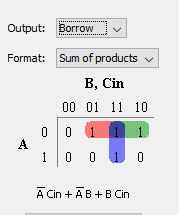 Output: Borrow
Format: Sum of products
B, Cin
00 01 11 10
A
0 0 1 1 1
1 0 0 1 0
A̅ Cin + A̅ B + B Cin